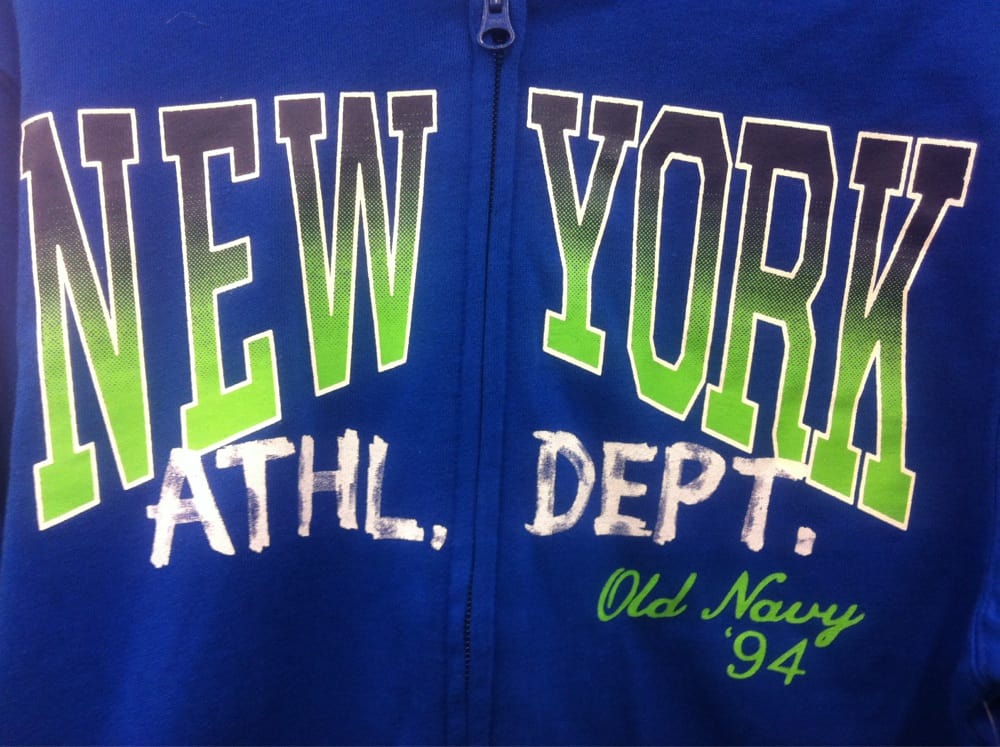 NEW YORK
ATHL. DEPT.
Old Navy
'94